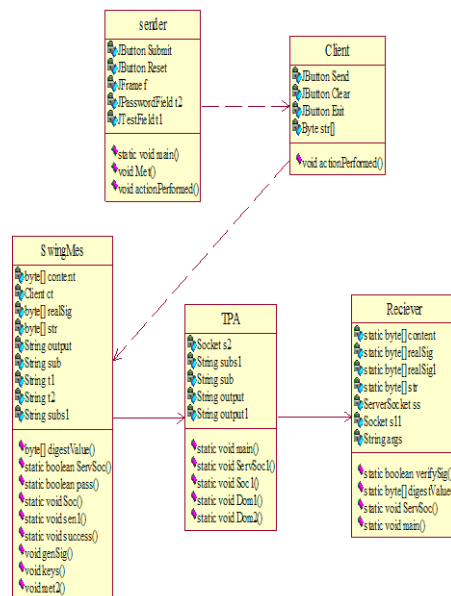 sender
JButton Submit
JButton Reset
JFrame f
JPasswordField t2
JTestField t1
static void main()
void Met()
void actionPerformed()
Client
JButton Send
JButton Clear
JButton Exit
Byte str[]
void actionPerformed()
SwingMes
byte[] content
Client ct
byte[] realSig
byte[] str
String output
String sub
String t1
String t2
String subs1
byte[] digestValue()
static boolean ServSoc()
static boolean pass()
static void Soc()
static void sen1()
static void success()
void genSig()
void keys()
void met2()
TPA
Socket s2
String subs1
String sub
String output
String output1
static void main()
static void ServSoc1()
static void Soc1()
static void Dom1()
static void Dom2()
Reciever
static byte[] content
static byte[] realSig
static byte[] realSig1
static byte[] str
ServerSocket ss
Socket s11
String args
static boolean verifySig()
static byte[] digestValue
static void ServSoc()
static void main()